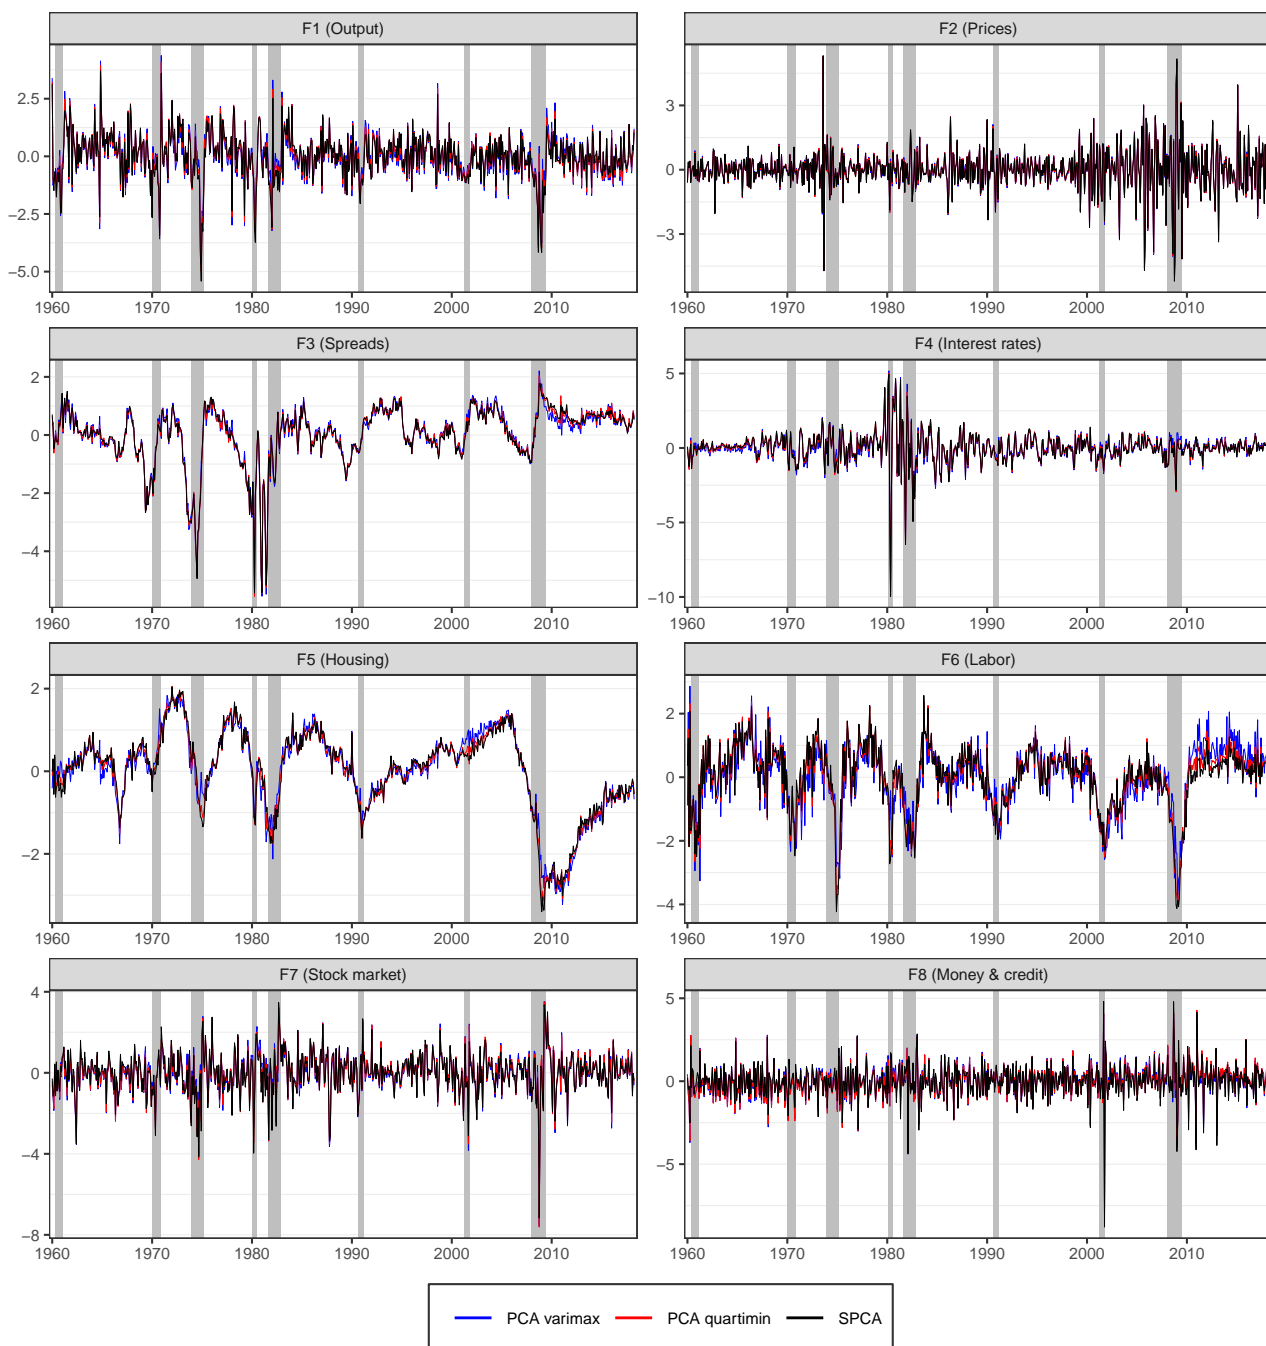 F1 (Output)
2.5
0.0
−2.5
−5.0
1960 1970 1980 1990 2000 2010
F2 (Prices)
3
0
−3
1960 1970 1980 1990 2000 2010
F3 (Spreads)
2
0
−2
−4
1960 1970 1980 1990 2000 2010
F4 (Interest rates)
5
0
−5
−10
1960 1970 1980 1990 2000 2010
F5 (Housing)
2
0
−2
1960 1970 1980 1990 2000 2010
F6 (Labor)
2
0
−2
−4
1960 1970 1980 1990 2000 2010
F7 (Stock market)
4
0
−4
−8
1960 1970 1980 1990 2000 2010
F8 (Money & credit)
5
0
−5
1960 1970 1980 1990 2000 2010
PCA varimax PCA quartimin SPCA